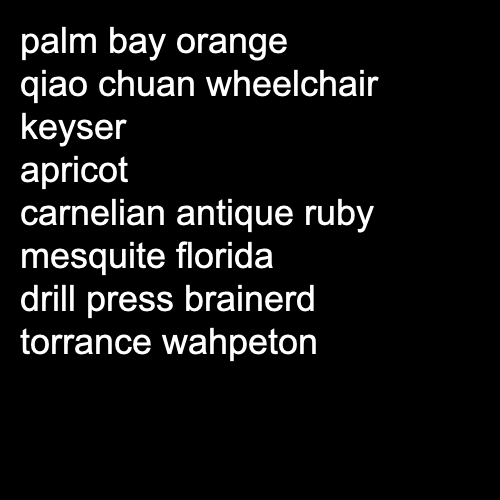 palm bay orange
qiao chuan wheelchair
keyser
apricot
carnelian antique ruby
mesquite florida
drill press brainerd
torrance wahpeton